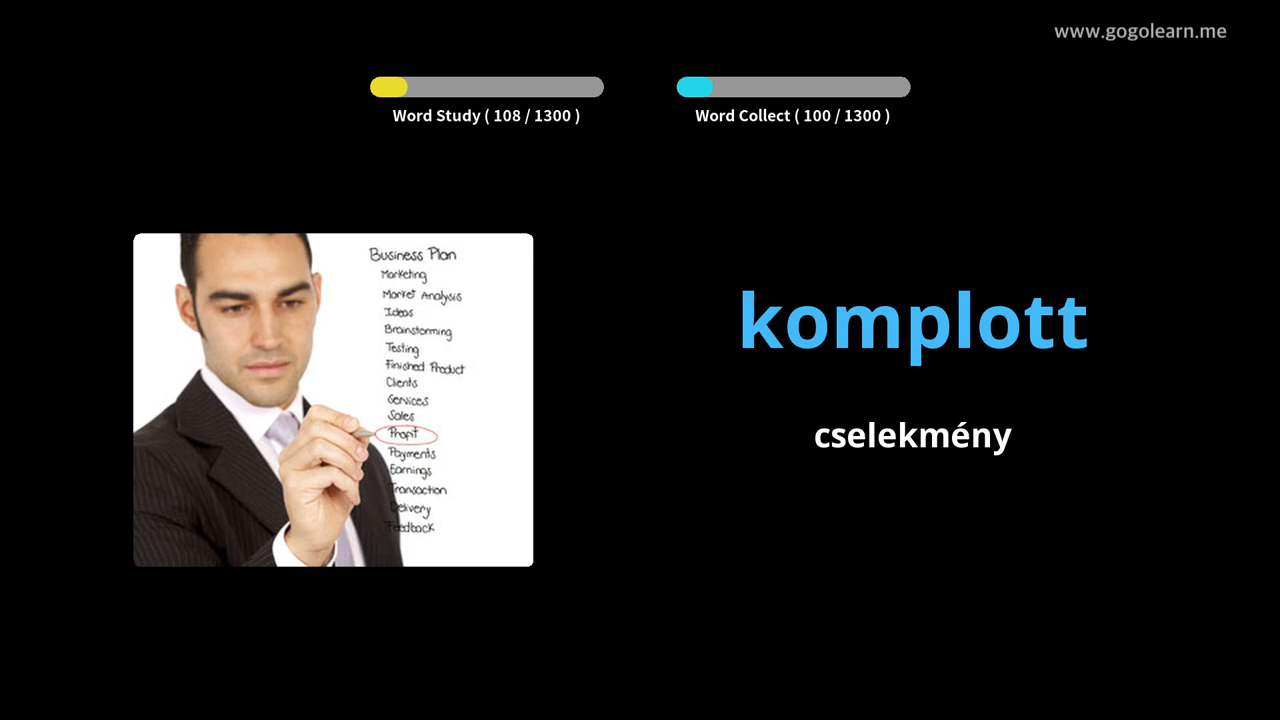 www.gogolearn.me
Word Study ( 108 / 1300 )
Word Collect ( 100 / 1300 )
Business Plan
Marketing
Market Analysis
Ideas
Brainstorming
Testing
Finished Product
Clients
Services
Sales
Profit
Payments
Earnings
Transaction
Delivery
Feedback
komplott
cselekmény